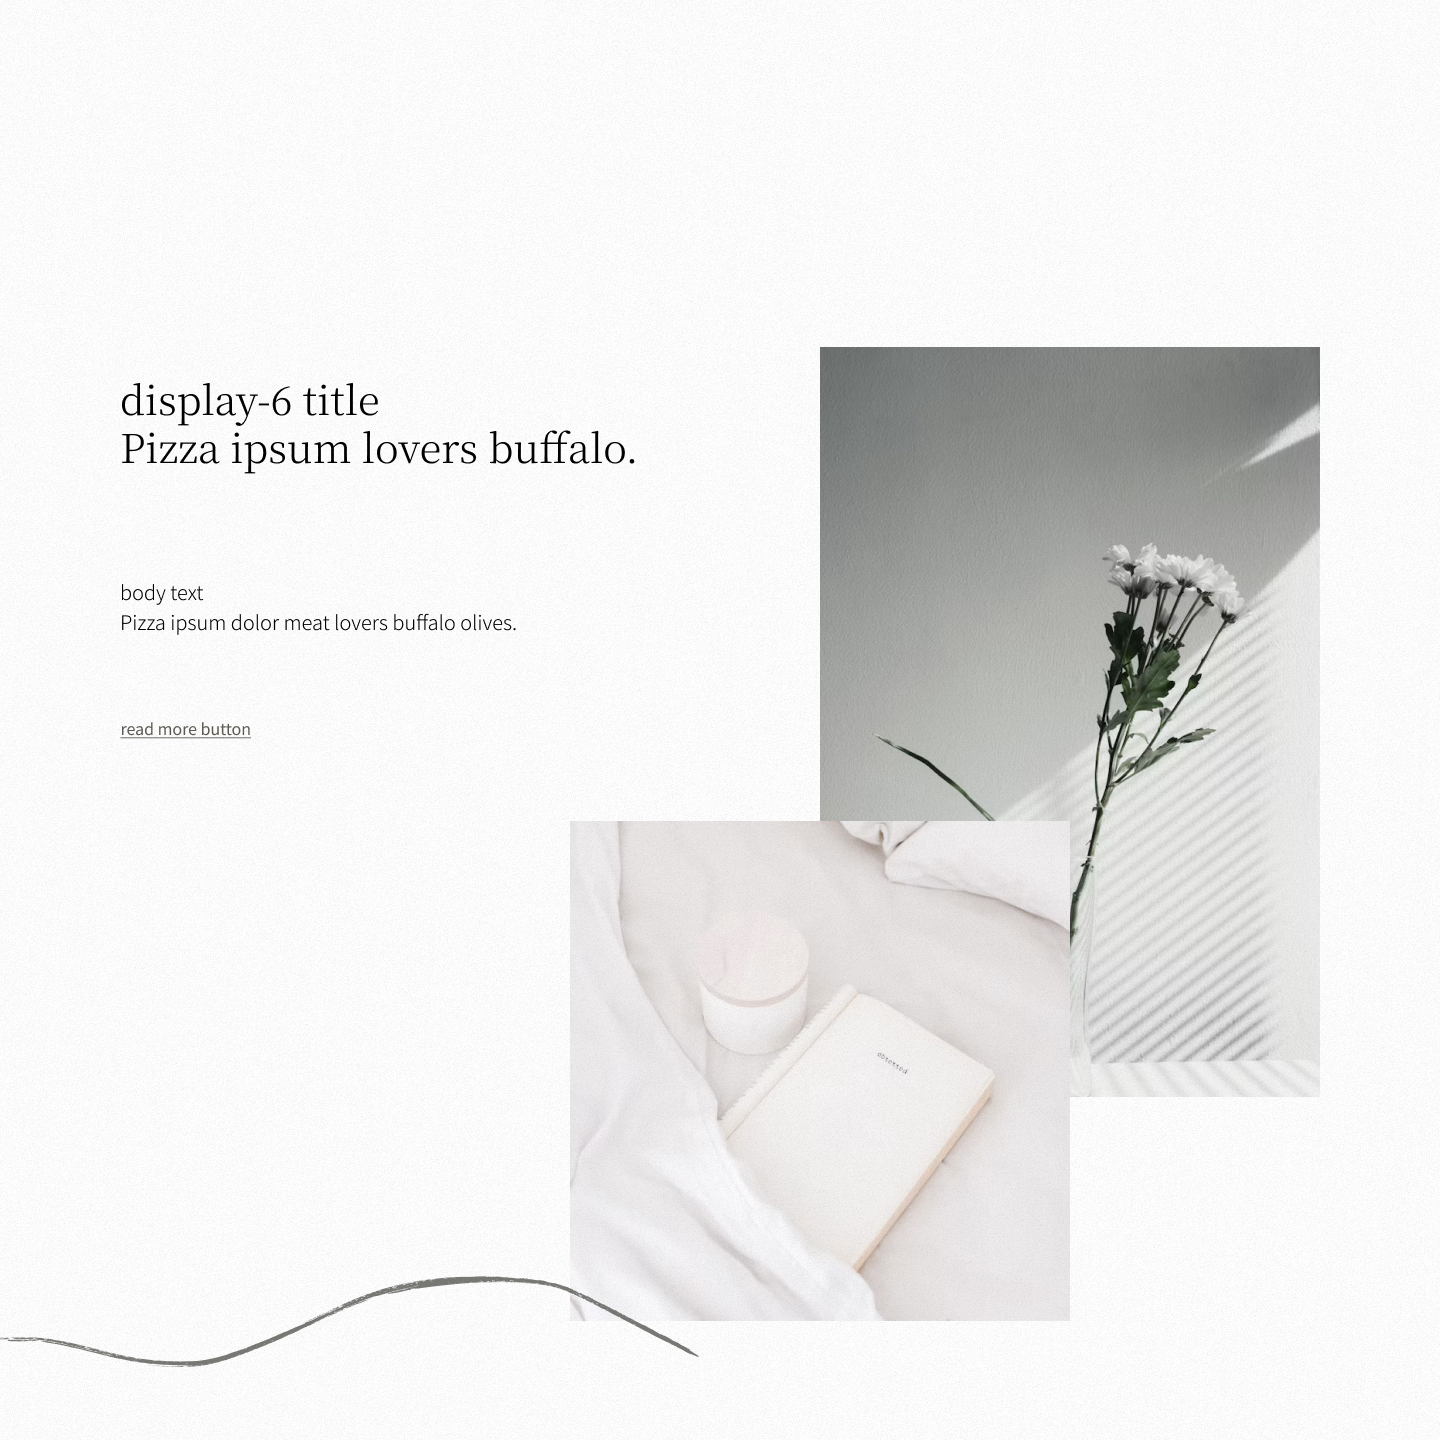 display-6 title
Pizza ipsum lovers buffalo.
body text
Pizza ipsum dolor meat lovers buffalo olives.
read more button
obsessed